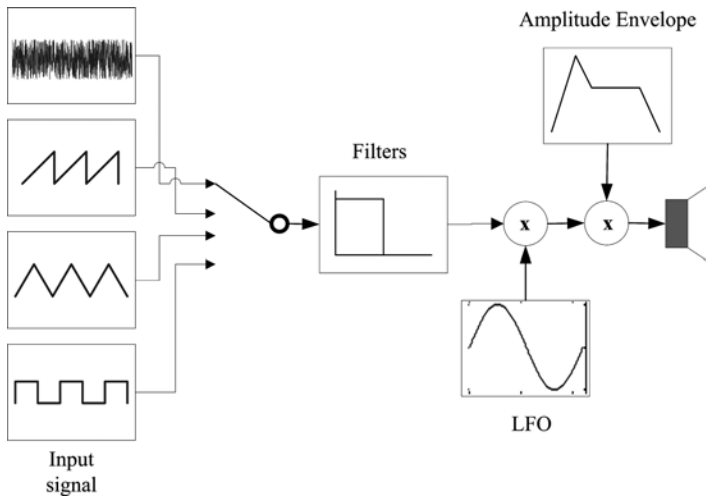 Amplitude Envelope
Filters
x
x
LFO
Input
signal